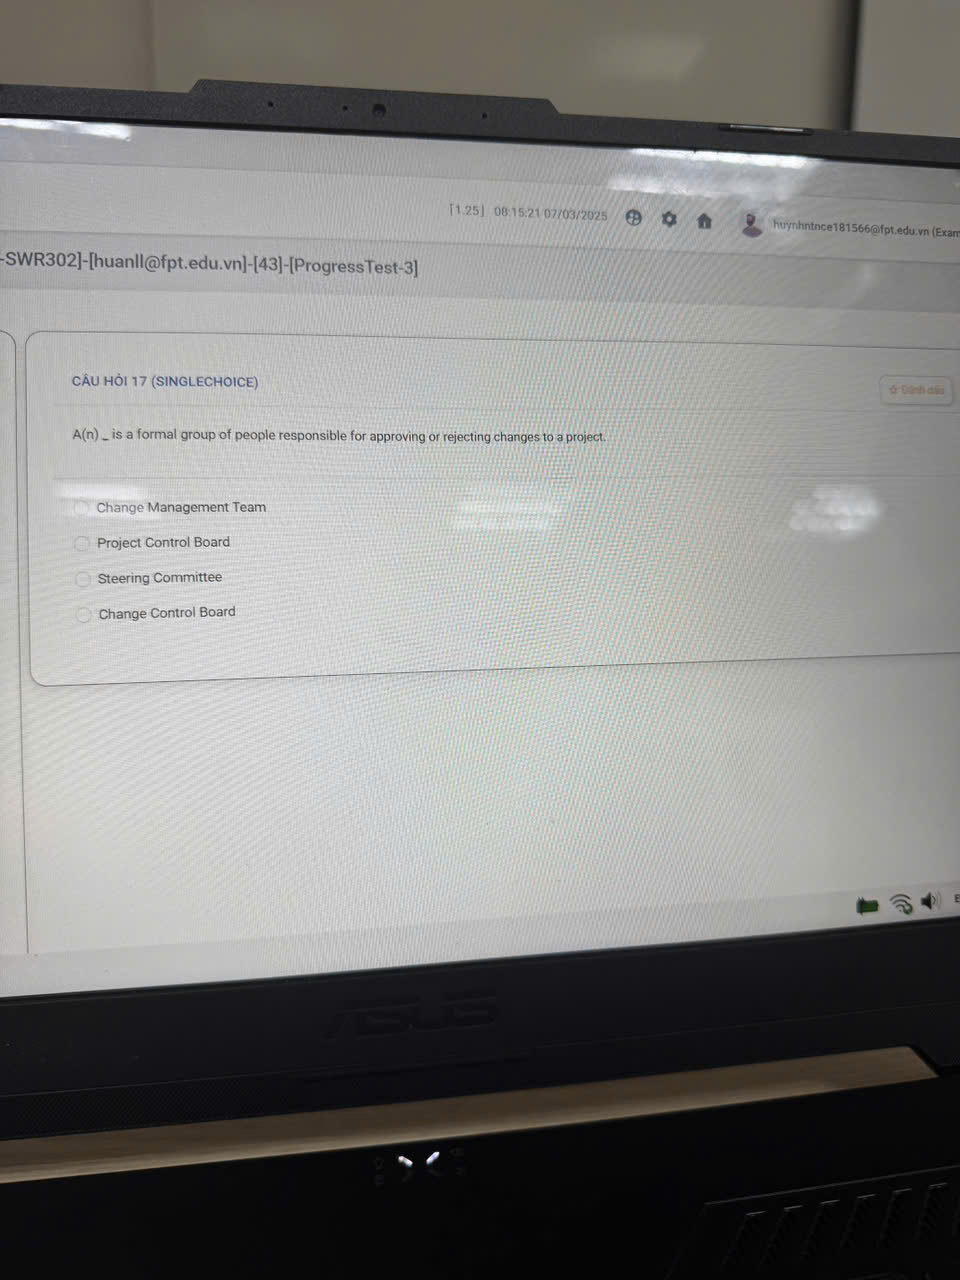 [1.25] 08:15:21 07/03/2025 huynhntnce181566@fpt.edu.vn (Exam
-SWR302]-[huanll@fpt.edu.vn]-[43]-[ProgressTest-3]
CÂU HỎI 17 (SINGLECHOICE)
Đánh dấu
A(n) _ is a formal group of people responsible for approving or rejecting changes to a project.
Change Management Team
Project Control Board
Steering Committee
Change Control Board
E
ASUS